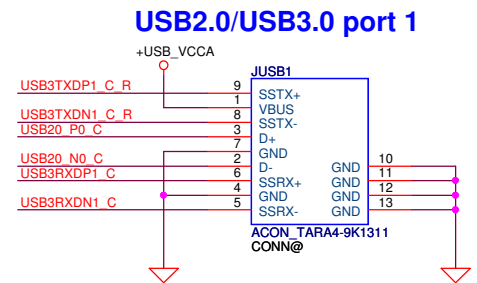 USB2.0/USB3.0 port 1
+USB_VCCA
JUSB1
USB3TXDP1_C_R 9 SSTX+
1 VBUS
USB3TXDN1_C_R 8 SSTX-
USB20_P0_C 3 D+
7 GND
USB20_N0_C 2 D- GND 10
USB3RXDP1_C 6 SSRX+ GND 11
4 GND GND 12
USB3RXDN1_C 5 SSRX- GND 13
ACON_TARA4-9K1311
CONN@